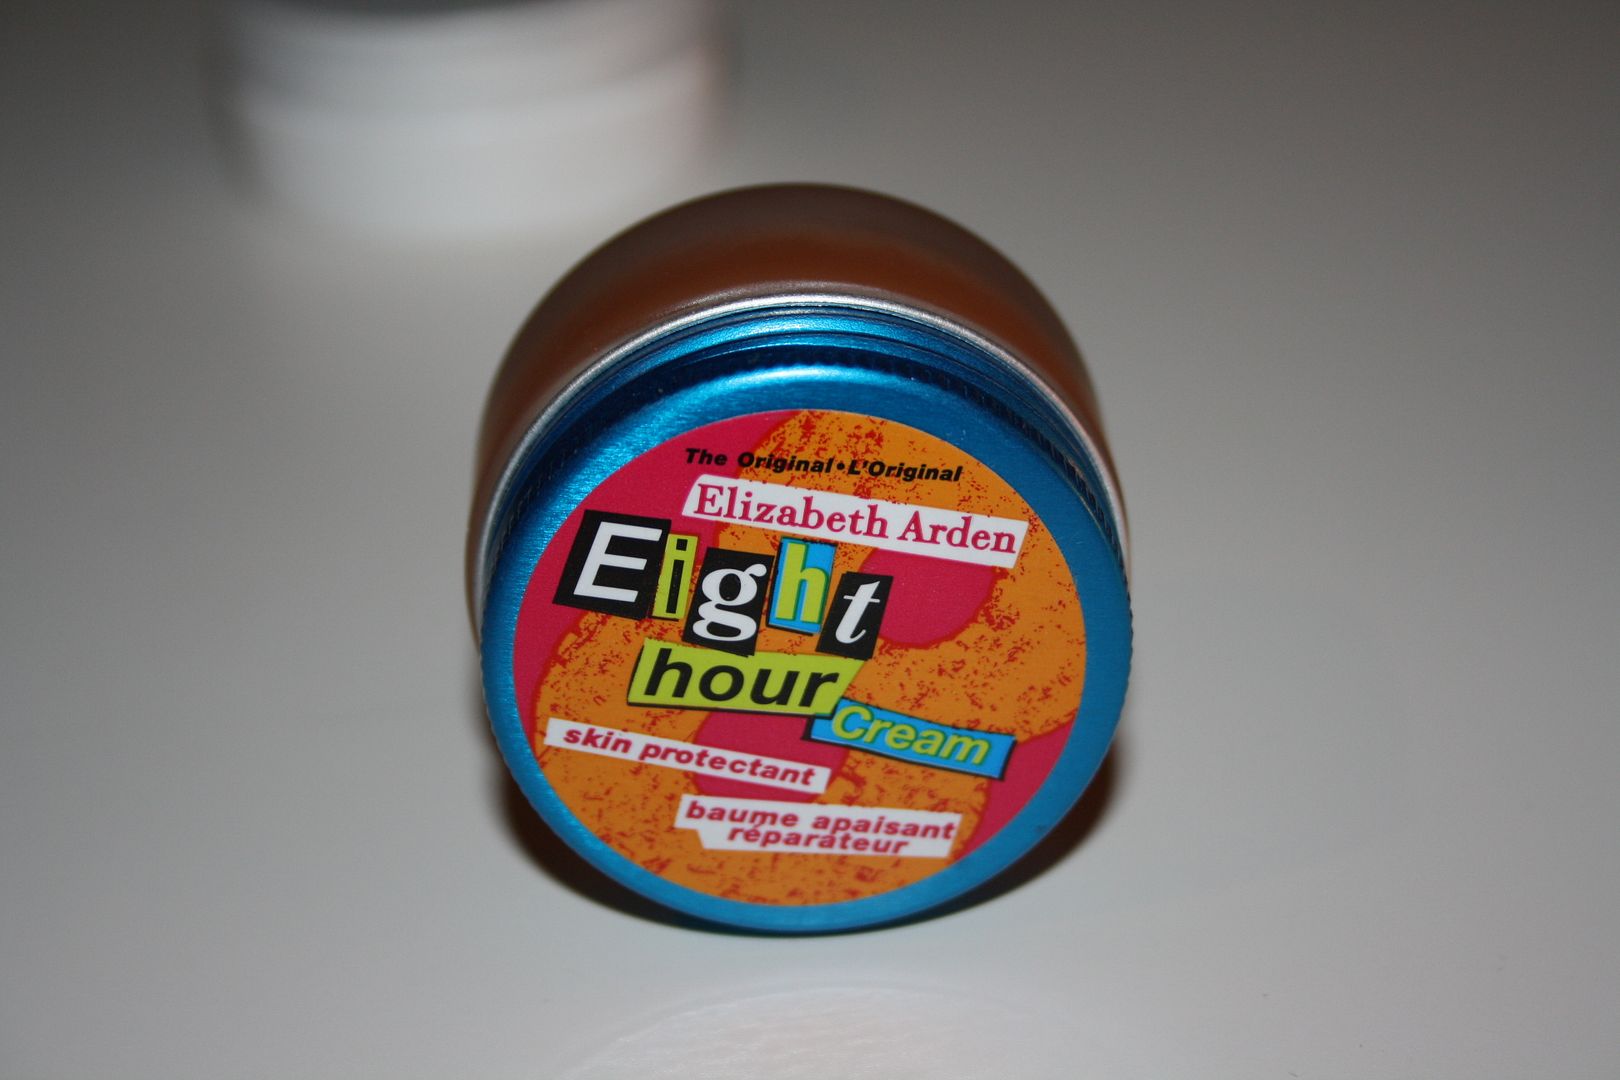 The Original • L'Original
Elizabeth Arden
Eight
hour
Cream
skin protectant
baume apaisant
réparateur